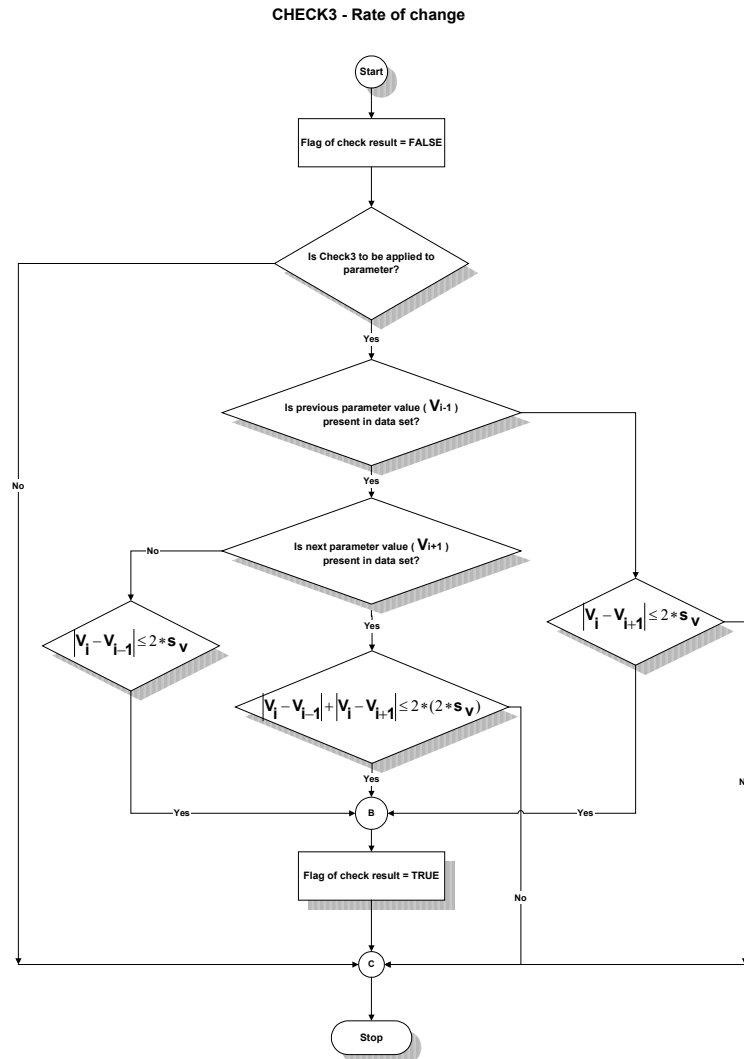 CHECK3 - Rate of change
Start
Flag of check result = FALSE
Is Check3 to be applied to
parameter?
Yes
Is previous parameter value ( Vi-1 )
present in data set?
No
Yes
No
Is next parameter value ( Vi+1 )
present in data set?
|Vi − Vi−1| ≤ 2*sv
|Vi − Vi+1| ≤ 2*sv
Yes
|Vi − Vi−1| + |Vi − Vi+1| ≤ 2*(2*sv)
Yes
Yes
B
Yes
Flag of check result = TRUE
No
C
Stop